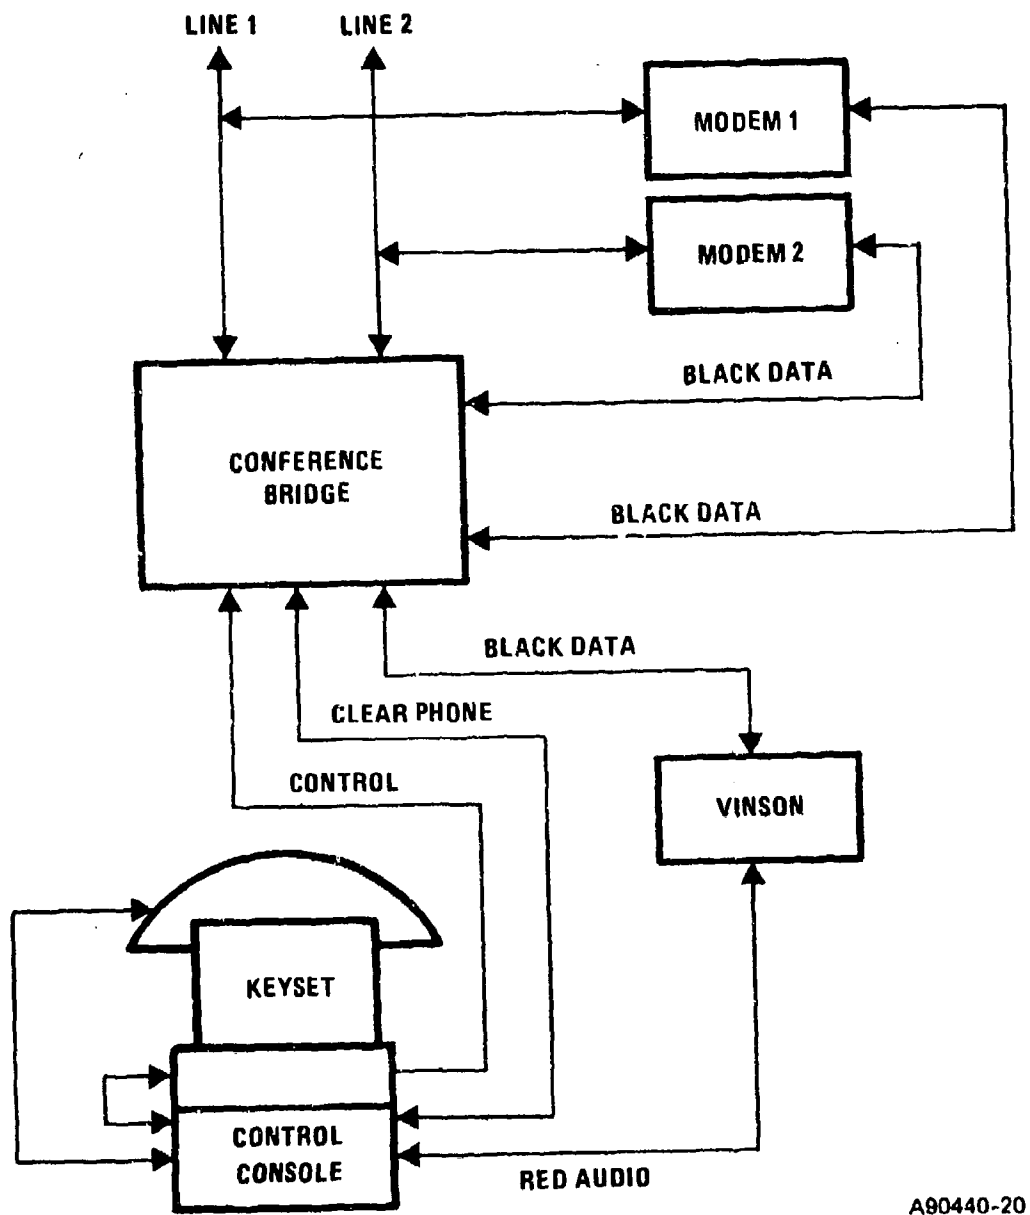 LINE 1
LINE 2
MODEM 1
MODEM 2
BLACK DATA
CONFERENCE
BRIDGE
BLACK DATA
BLACK DATA
CLEAR PHONE
CONTROL
VINSON
KEYSET
CONTROL
CONSOLE
RED AUDIO
A90440-20